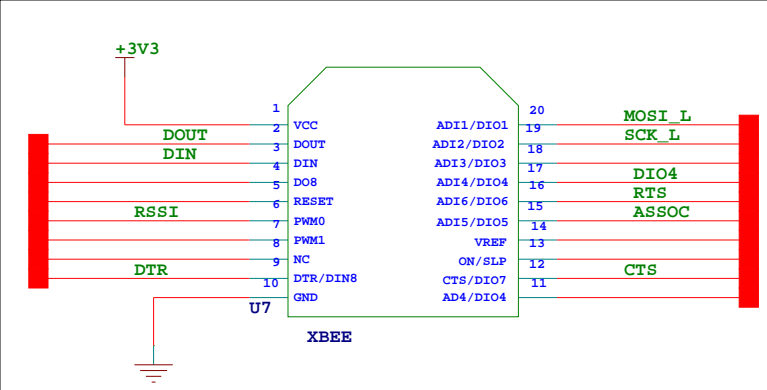 +3V3
1
20
VCC
ADI1/DIO1
MOSI_L
2
19
DOUT
DOUT
ADI2/DIO2
SCK_L
3
18
DIN
DIN
ADI3/DIO3
4
17
DO8
ADI4/DIO4
DIO4
5
16
RESET
ADI6/DIO6
RTS
6
15
RSSI
PWM0
ADI5/DIO5
ASSOC
7
14
PWM1
VREF
8
13
NC
ON/SLP
9
12
DTR
DTR/DIN8
CTS/DIO7
CTS
10
11
GND
AD4/DIO4
U7
XBEE